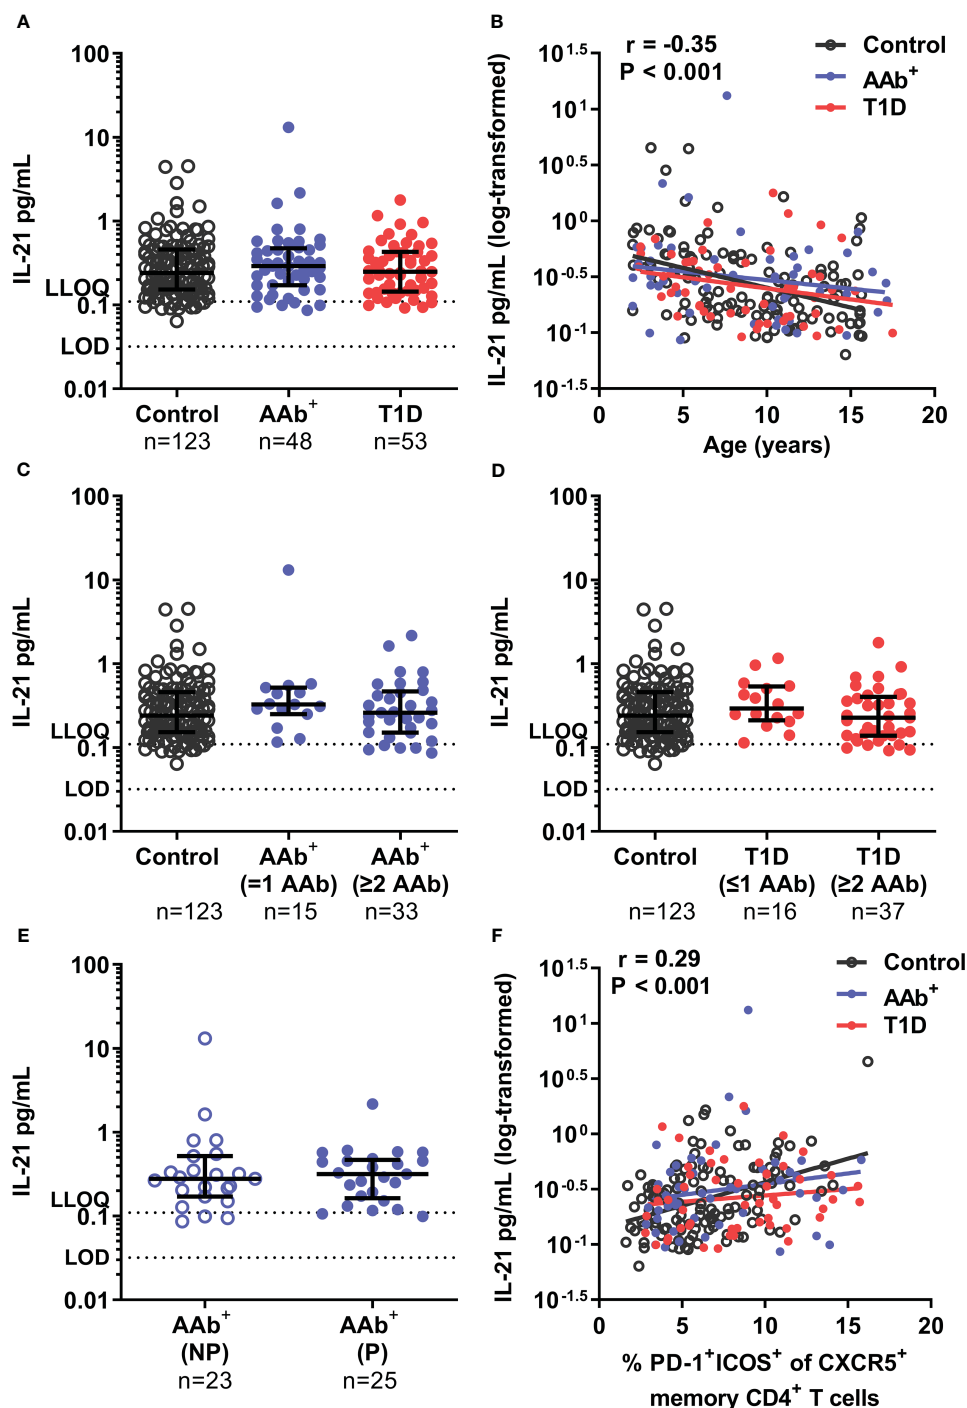 A
IL-21 pg/mL
100
10
1
LLOQ
0.1
LOD
0.01
Control
AAb+
T1D
n=123
n=48
n=53
B
r = -0.35
P < 0.001
Control
AAb+
T1D
IL-21 pg/mL (log-transformed)
10^1.5
10^1
10^0.5
10^0
10^-0.5
10^-1
10^-1.5
0
5
10
15
20
Age (years)
C
IL-21 pg/mL
100
10
1
LLOQ
0.1
LOD
0.01
Control
AAb+
(=1 AAb)
AAb+
(≥2 AAb)
n=123
n=15
n=33
D
IL-21 pg/mL
100
10
1
LLOQ
0.1
LOD
0.01
Control
T1D
(≤1 AAb)
T1D
(≥2 AAb)
n=123
n=16
n=37
E
IL-21 pg/mL
100
10
1
LLOQ
0.1
LOD
0.01
AAb+
(NP)
n=23
AAb+
(P)
n=25
F
r = 0.29
P < 0.001
Control
AAb+
T1D
IL-21 pg/mL (log-transformed)
10^1.5
10^1
10^0.5
10^0
10^-0.5
10^-1
10^-1.5
0
5
10
15
20
% PD-1+ICOS+ of CXCR5+
memory CD4+ T cells